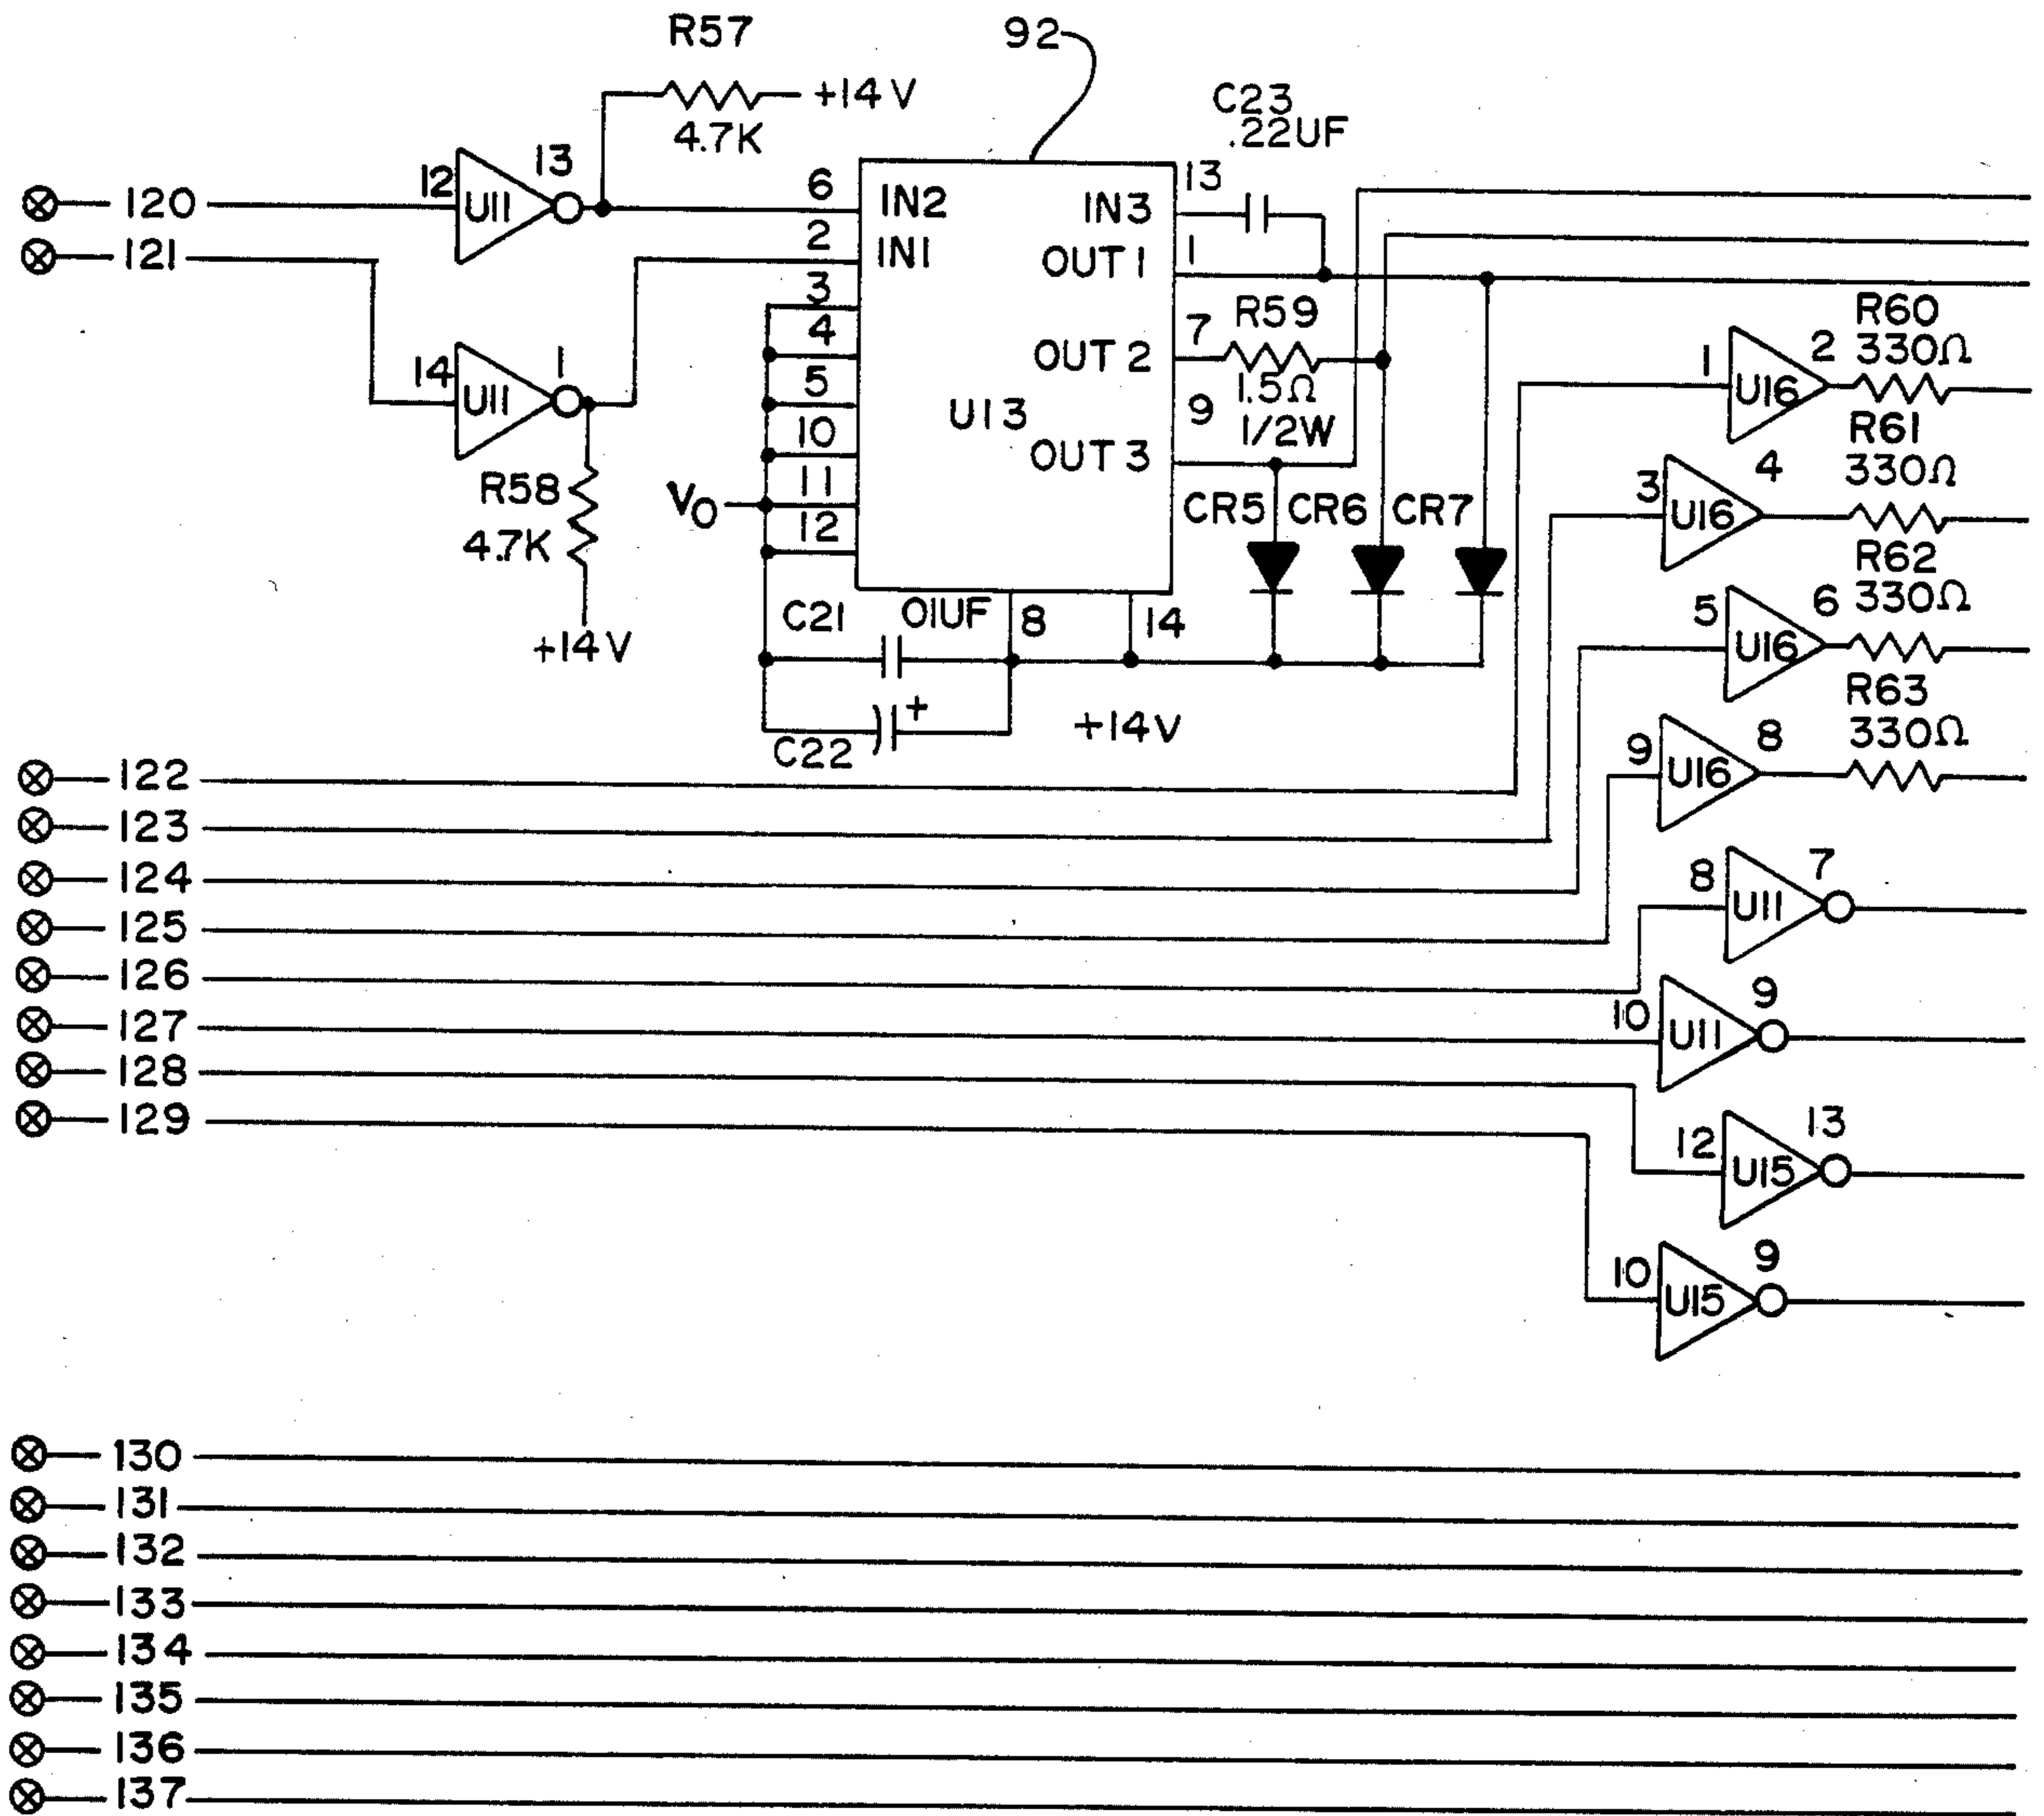 R57
92
+14V
4.7K
C23
.22UF
120
12
U11
13
6
IN2
IN3
13
121
2
IN1
OUT 1
1
3
4
5
10
11
12
V0
14
U11
1
R58
4.7K
+14V
U13
OUT 2
7
R59
1.5Ω
1/2W
OUT 3
9
CR5
CR6
CR7
C21
01UF
8
14
C22
+
+14V
R60
330Ω
1
U16
2
R61
330Ω
3
U16
4
R62
330Ω
5
U16
6
R63
330Ω
9
U16
8
122
123
124
125
126
127
128
129
8
U11
7
10
U11
9
12
U15
13
10
U15
9
130
131
132
133
134
135
136
137